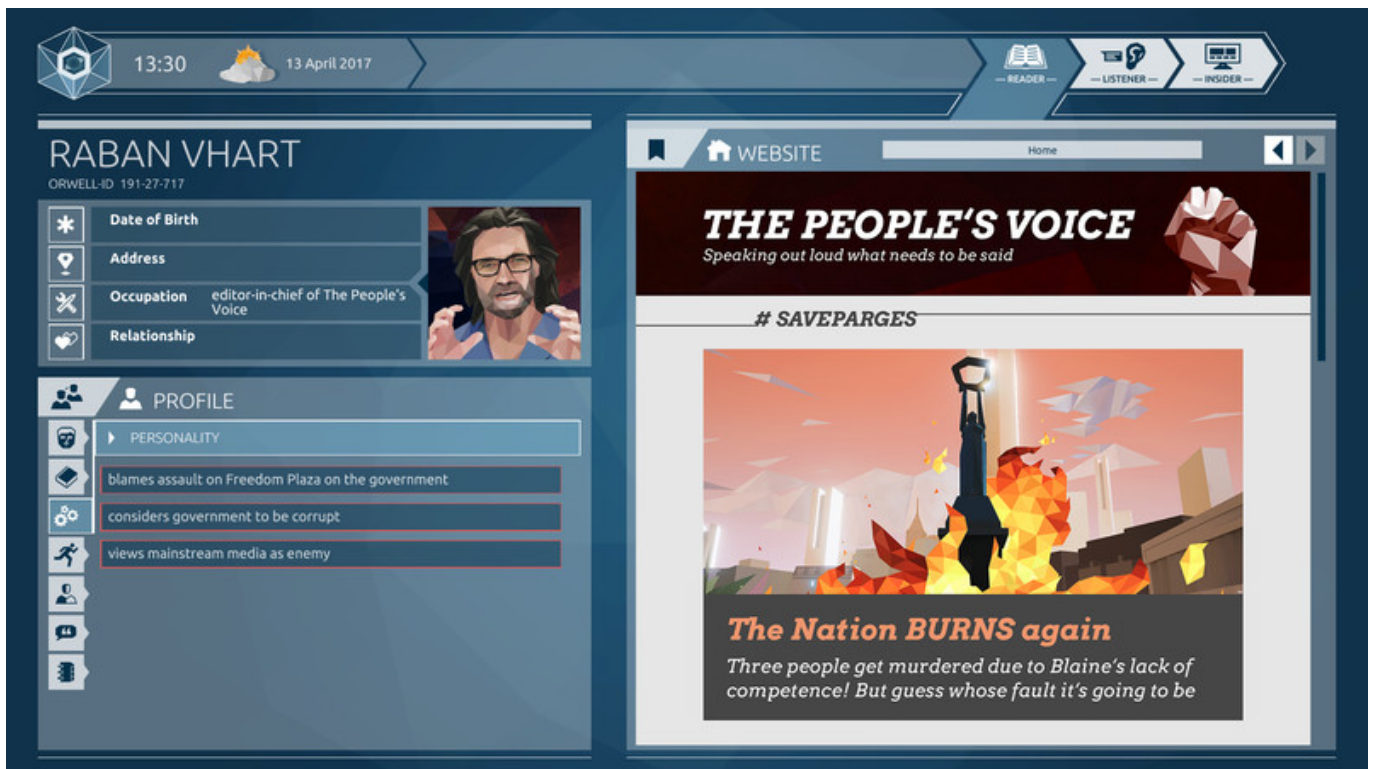 13:30
13 April 2017
— READER —
— LISTENER —
— INSIDER —
RABAN VHART
ORWELL-ID 191-27-717
Date of Birth
Address
Occupation editor-in-chief of The People's
Voice
Relationship
PROFILE
PERSONALITY
blames assault on Freedom Plaza on the government
considers government to be corrupt
views mainstream media as enemy
WEBSITE
Home
THE PEOPLE'S VOICE
Speaking out loud what needs to be said
# SAVEPARGES
The Nation BURNS again
Three people get murdered due to Blaine's lack of
competence! But guess whose fault it's going to be